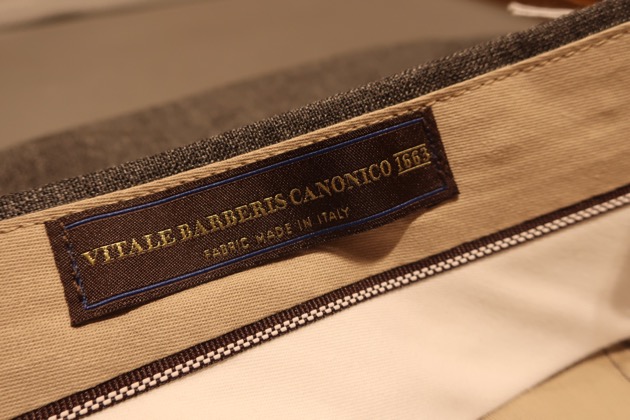 VITALE BARBERIS CANONICO 1663
FABRIC MADE IN ITALY